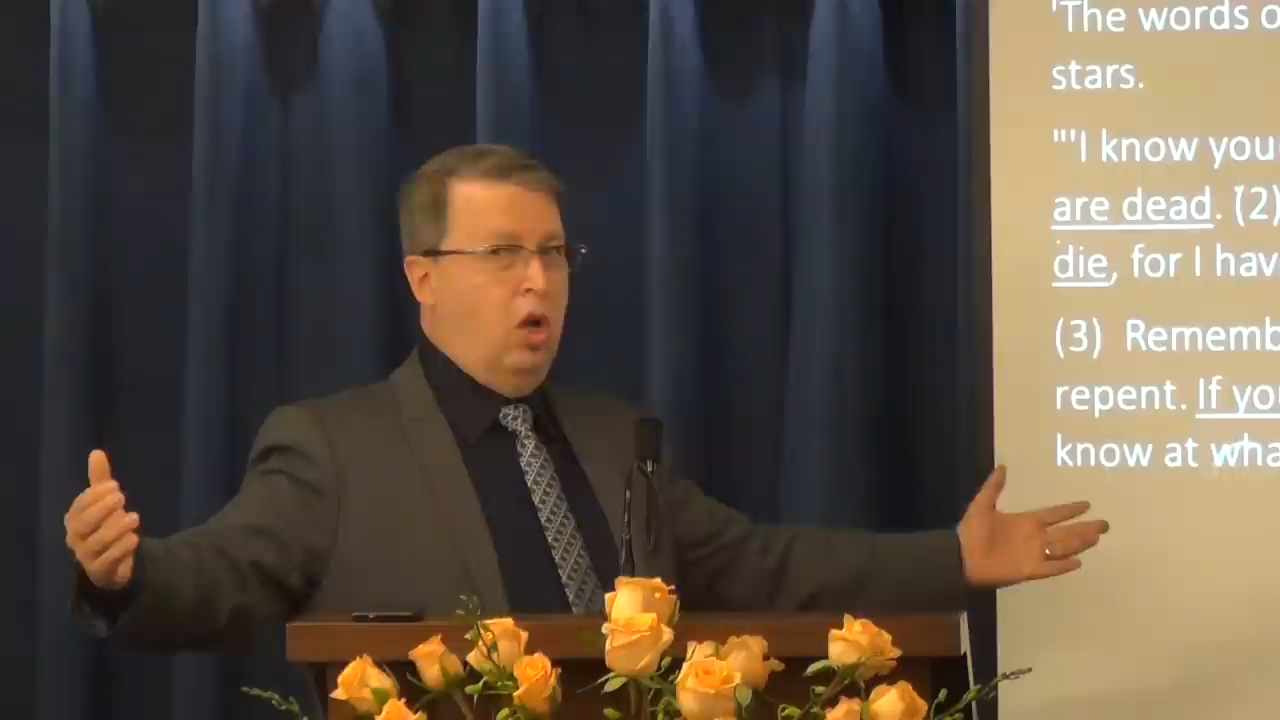 'The words o
stars.
"'I know you
are dead. (2)
die, for I hav
(3) Rememb
repent. If you
know at wha